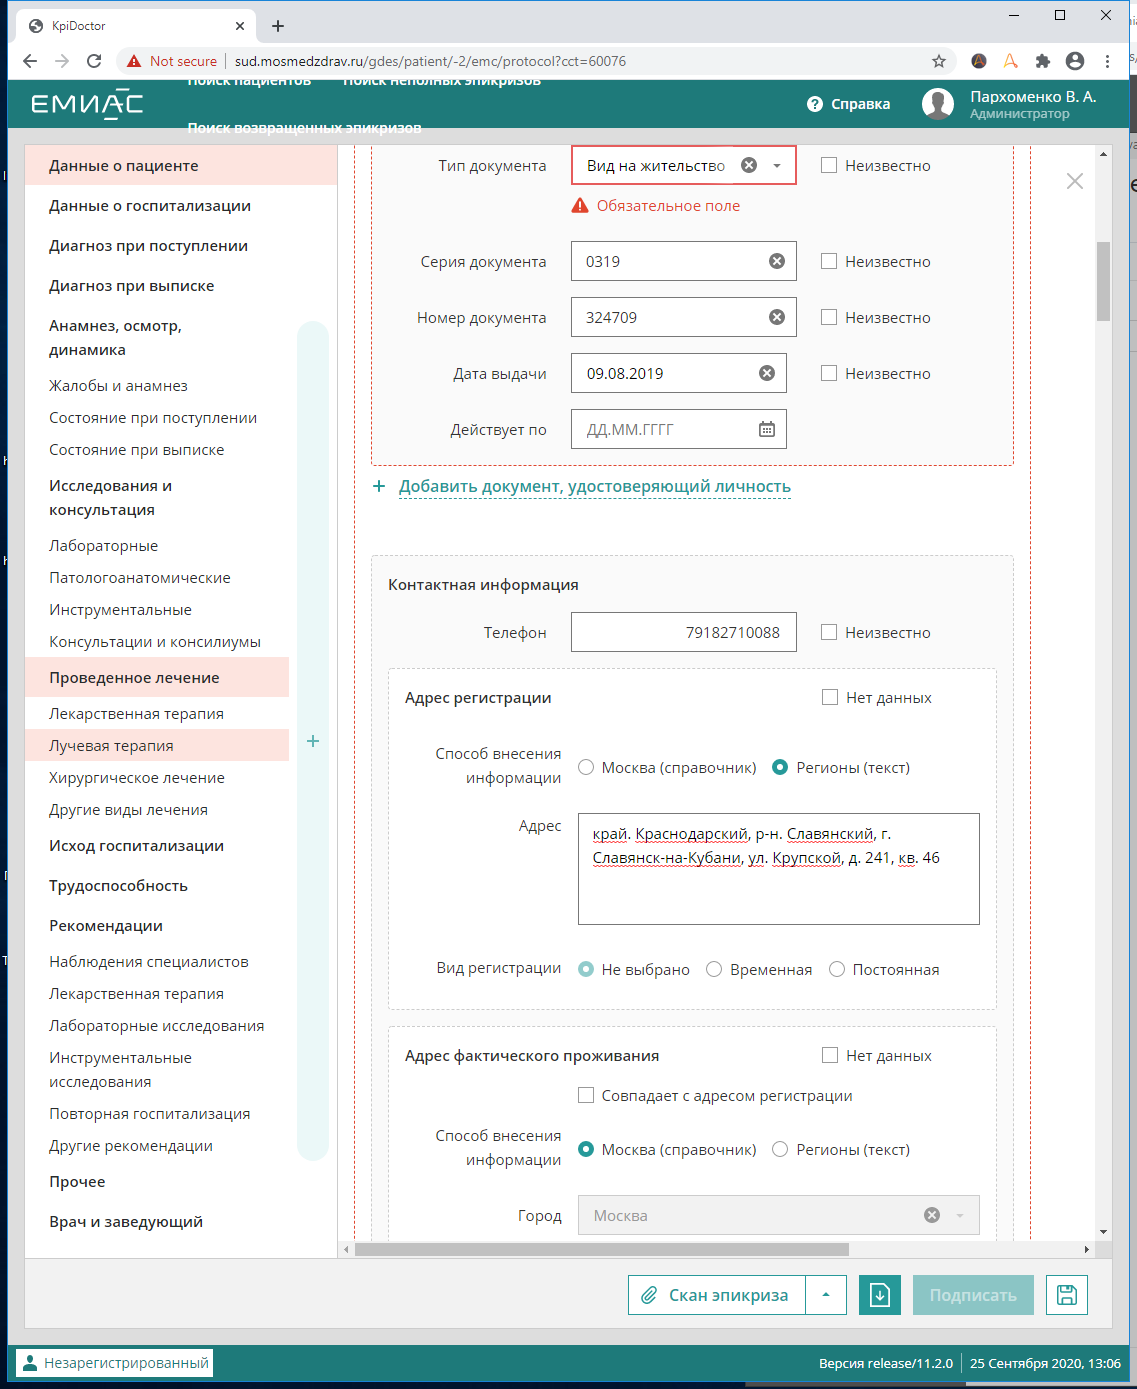 KpiDoctor
Not secure
sud.mosmedzdrav.ru/gdes/patient/-2/emc/protocol?cct=60076
ЕМИАС
Поиск пациентов
Поиск неполных эпикризов
Поиск возвращенных эпикризов
Справка
Пархоменко В. А.
Администратор
Данные о пациенте
Данные о госпитализации
Диагноз при поступлении
Диагноз при выписке
Анамнез, осмотр,
динамика
Жалобы и анамнез
Состояние при поступлении
Состояние при выписке
Исследования и
консультация
Лабораторные
Патологоанатомические
Инструментальные
Консультации и консилиумы
Проведенное лечение
Лекарственная терапия
Лучевая терапия
Хирургическое лечение
Другие виды лечения
Исход госпитализации
Трудоспособность
Рекомендации
Наблюдения специалистов
Лекарственная терапия
Лабораторные исследования
Инструментальные
исследования
Повторная госпитализация
Другие рекомендации
Прочее
Врач и заведующий
Тип документа
Вид на жительство
Неизвестно
Обязательное поле
Серия документа
0319
Неизвестно
Номер документа
324709
Неизвестно
Дата выдачи
09.08.2019
Неизвестно
Действует по
ДД.ММ.ГГГГ
+ Добавить документ, удостоверяющий личность
Контактная информация
Телефон
79182710088
Неизвестно
Адрес регистрации
Нет данных
Способ внесения
информации
Москва (справочник)
Регионы (текст)
Адрес
край. Краснодарский, р-н. Славянский, г.
Славянск-на-Кубани, ул. Крупской, д. 241, кв. 46
Вид регистрации
Не выбрано
Временная
Постоянная
Адрес фактического проживания
Нет данных
Совпадает с адресом регистрации
Способ внесения
информации
Москва (справочник)
Регионы (текст)
Город
Москва
Скан эпикриза
Подписать
Незарегистрированный
Версия release/11.2.0
25 Сентября 2020, 13:06